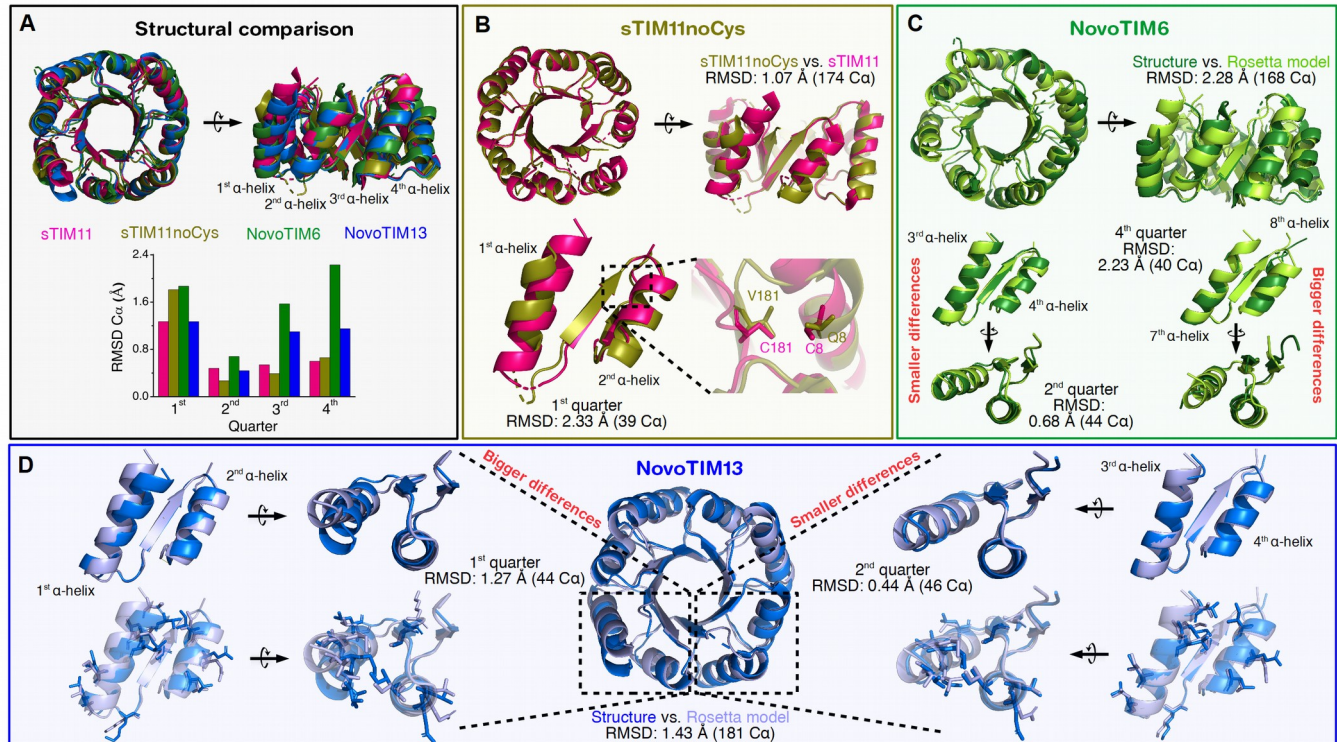 A
Structural comparison
1st α-helix
2nd α-helix
3rd α-helix
4th α-helix
sTIM11
sTIM11noCys
NovoTIM6
NovoTIM13
RMSD Cα (Å)
2.4
1.6
0.8
0.0
1st
2nd
3rd
4th
Quarter
B
sTIM11noCys
sTIM11noCys vs. sTIM11
RMSD: 1.07 Å (174 Cα)
1st α-helix
2nd α-helix
V181
C181
Q8
C8
1st quarter
RMSD: 2.33 Å (39 Cα)
C
NovoTIM6
Structure vs. Rosetta model
RMSD: 2.28 Å (168 Cα)
Smaller differences
3rd α-helix
4th α-helix
4th quarter
RMSD:
2.23 Å (40 Cα)
8th α-helix
7th α-helix
Bigger differences
2nd quarter
RMSD:
0.68 Å (44 Cα)
D
NovoTIM13
2nd α-helix
1st α-helix
Bigger differences
1st quarter
RMSD: 1.27 Å (44 Cα)
Smaller differences
2nd quarter
RMSD: 0.44 Å (46 Cα)
3rd α-helix
4th α-helix
Structure vs. Rosetta model
RMSD: 1.43 Å (181 Cα)